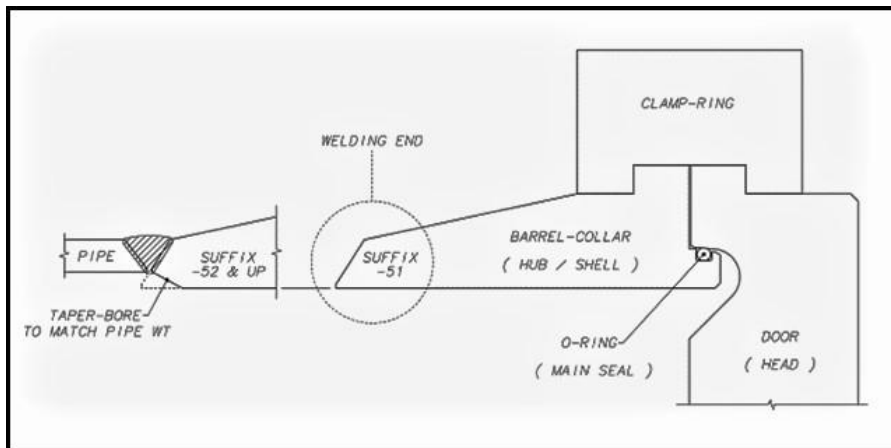 CLAMP-RING
WELDING END
PIPE
SUFFIX
-52 & UP
SUFFIX
-51
BARREL-COLLAR
( HUB / SHELL )
TAPER-BORE
TO MATCH PIPE WT
O-RING
( MAIN SEAL )
DOOR
( HEAD )